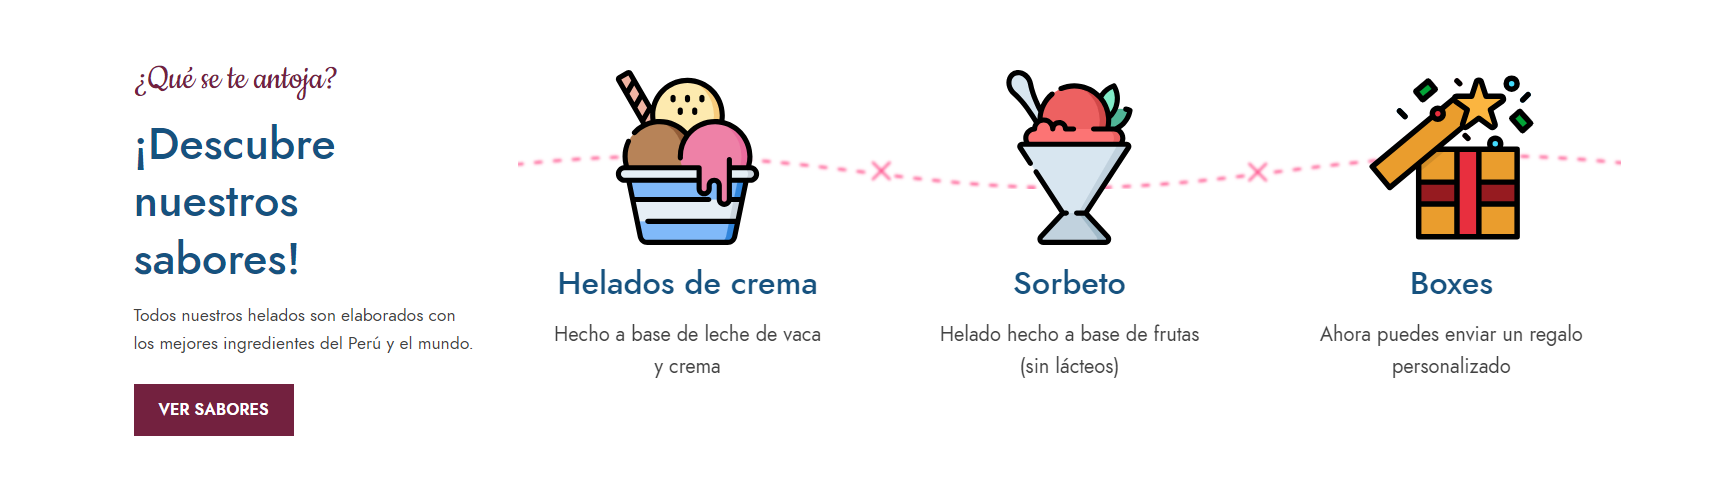 ¿Qué se te antoja?
¡Descubre
nuestros
sabores!
Todos nuestros helados son elaborados con
los mejores ingredientes del Perú y el mundo.
VER SABORES
Helados de crema
Hecho a base de leche de vaca
y crema
Sorbeto
Helado hecho a base de frutas
(sin lácteos)
Boxes
Ahora puedes enviar un regalo
personalizado